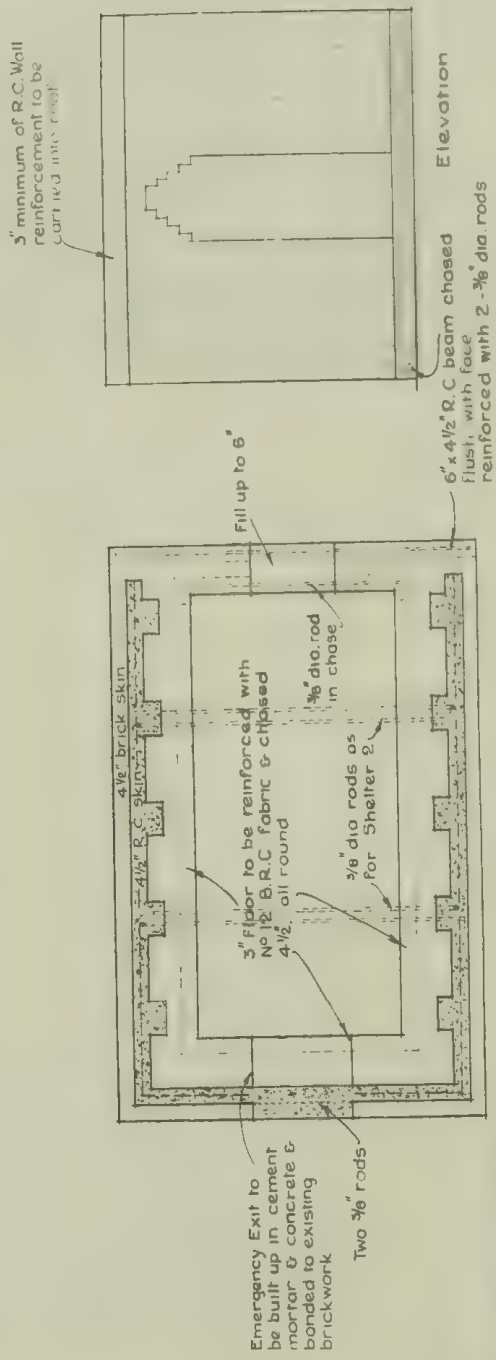 3" minimum of R.C. Wall
reinforcement to be
carried into roof
Elevation
6" x 4½" R.C beam chased
flush with face
reinforced with 2 - ⅜" dia. rods
Fill up to 6"
4½" brick skin
4½" R.C skin
3" Floor to be reinforced with
Nº 12 B.R.C fabric & chased
4½" all round
⅜" dia. rod
in chase
⅜" dia rods as
for Shelter 2
Emergency Exit to
be built up in cement
mortar & concrete &
bonded to existing
brickwork
Two ⅜" rods